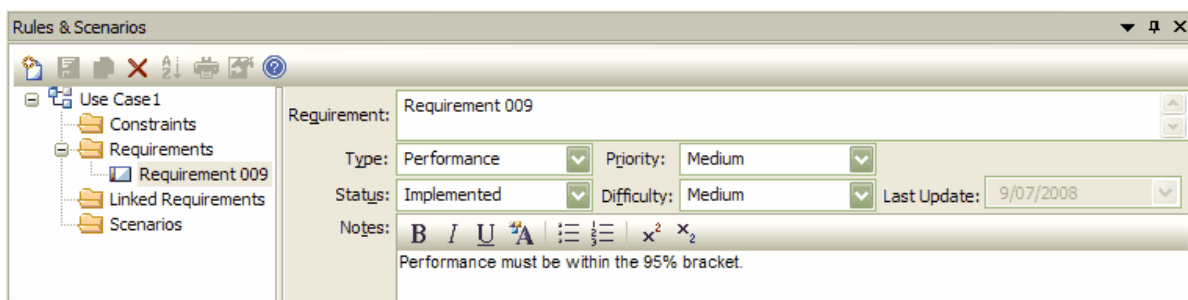 Rules & Scenarios
Use Case1
Constraints
Requirements
Requirement 009
Linked Requirements
Scenarios
Requirement: Requirement 009
Type: Performance Priority: Medium
Status: Implemented Difficulty: Medium Last Update: 9/07/2008
Notes: B I U A x² x₂
Performance must be within the 95% bracket.